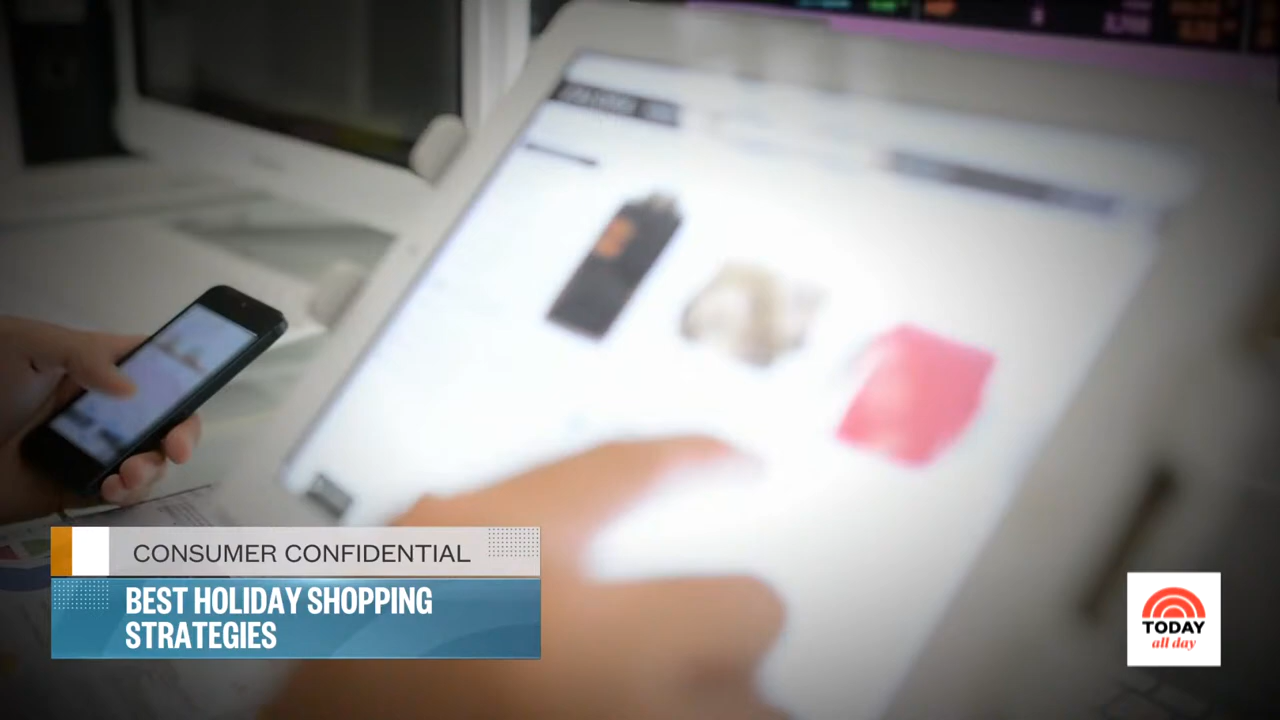 CONSUMER CONFIDENTIAL
BEST HOLIDAY SHOPPING
STRATEGIES
TODAY
all day